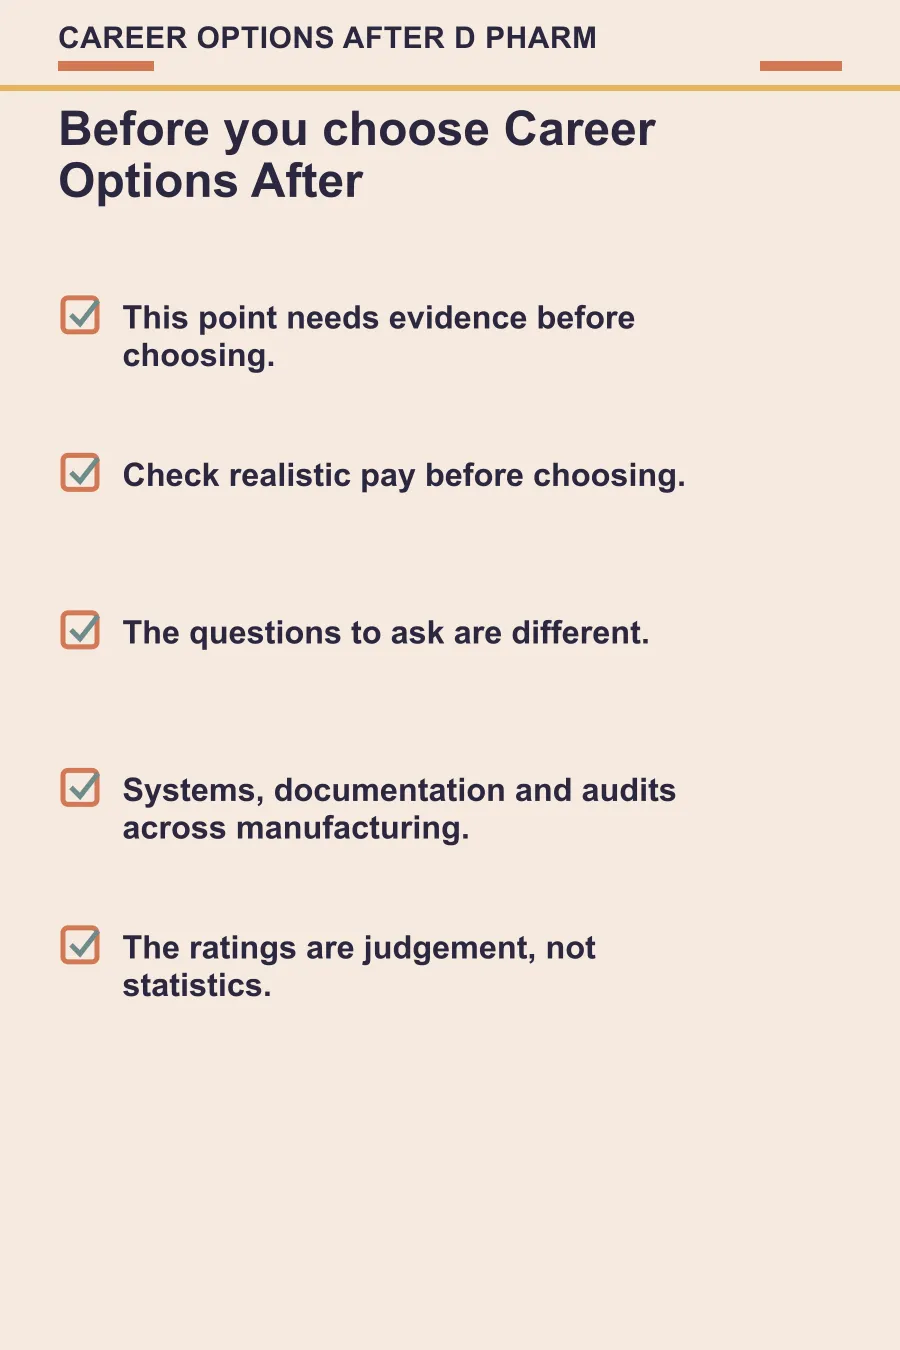 CAREER OPTIONS AFTER D PHARM
Before you choose Career
Options After
This point needs evidence before
choosing.
Check realistic pay before choosing.
The questions to ask are different.
Systems, documentation and audits
across manufacturing.
The ratings are judgement, not
statistics.